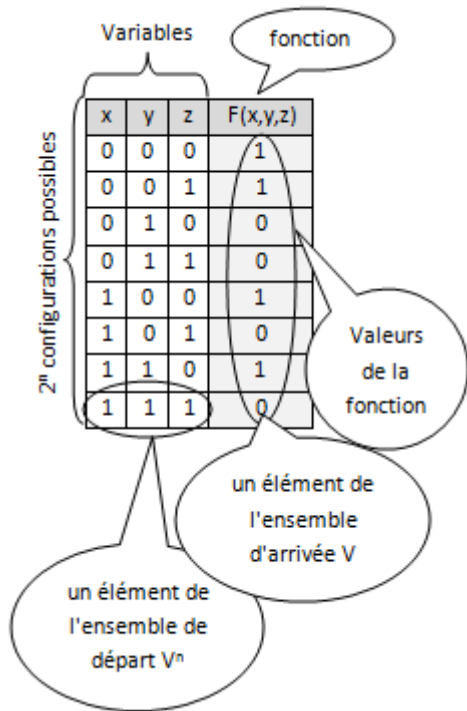 Variables
fonction
2ⁿ configurations possibles
x y z F(x,y,z)
0 0 0 1
0 0 1 1
0 1 0 0
0 1 1 0
1 0 0 1
1 0 1 0
1 1 0 1
1 1 1 0
Valeurs
de la
fonction
un élément de
l'ensemble
d'arrivée V
un élément de
l'ensemble de
départ Vⁿ